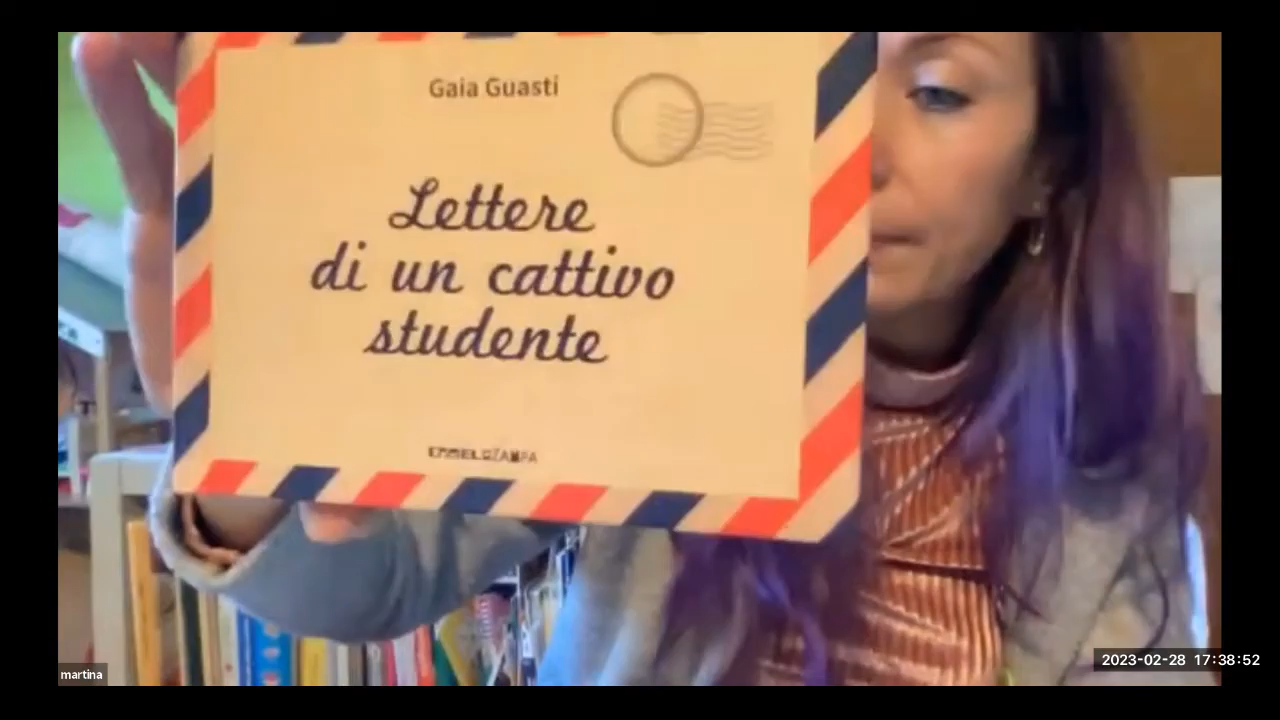 Gaia Guasti
Lettere
di un cattivo
studente
martina
2023-02-28 17:38:52